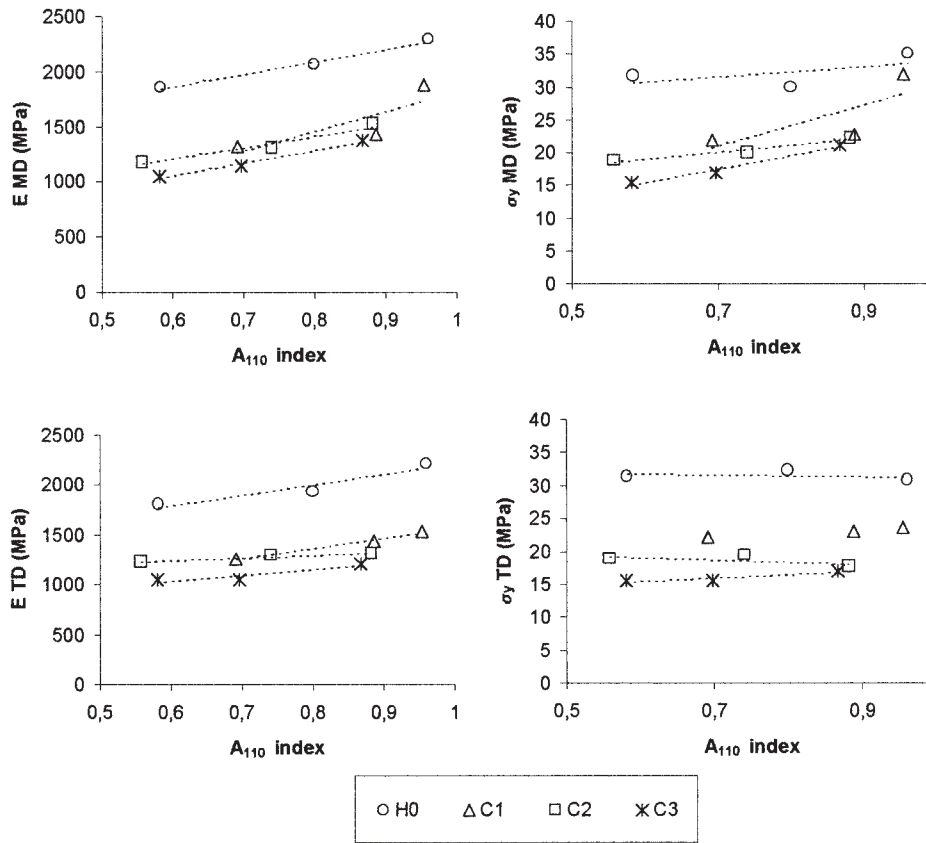 E MD (MPa)
2500
2000
1500
1000
500
0
0,5 0,6 0,7 0,8 0,9 1
A₁₁₀ index
σy MD (MPa)
40
35
30
25
20
15
10
5
0
0,5 0,7 0,9
A₁₁₀ index
E TD (MPa)
2500
2000
1500
1000
500
0
0,5 0,6 0,7 0,8 0,9 1
A₁₁₀ index
σy TD (MPa)
40
35
30
25
20
15
10
5
0
0,5 0,7 0,9
A₁₁₀ index
H0 C1 C2 C3